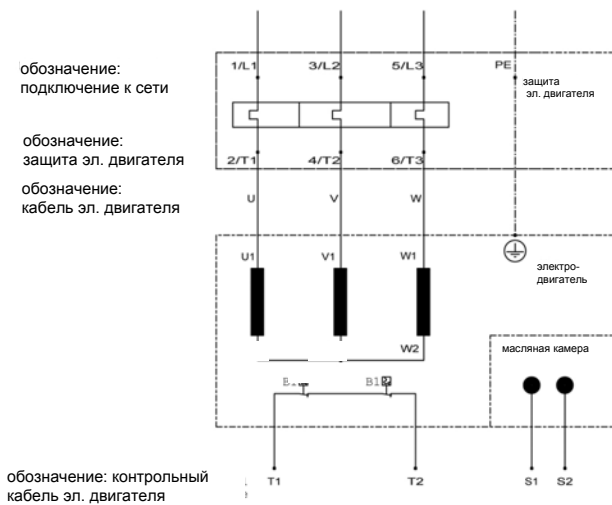 обозначение:
подключение к сети
1/L1 3/L2 5/L3 PE
защита
эл. двигателя
обозначение:
защита эл. двигателя
2/T1 4/T2 6/T3
обозначение:
кабель эл. двигателя
U V W
U1 V1 W1
электро-
двигатель
W2
масляная камера
обозначение: контрольный
кабель эл. двигателя
T1 T2 S1 S2